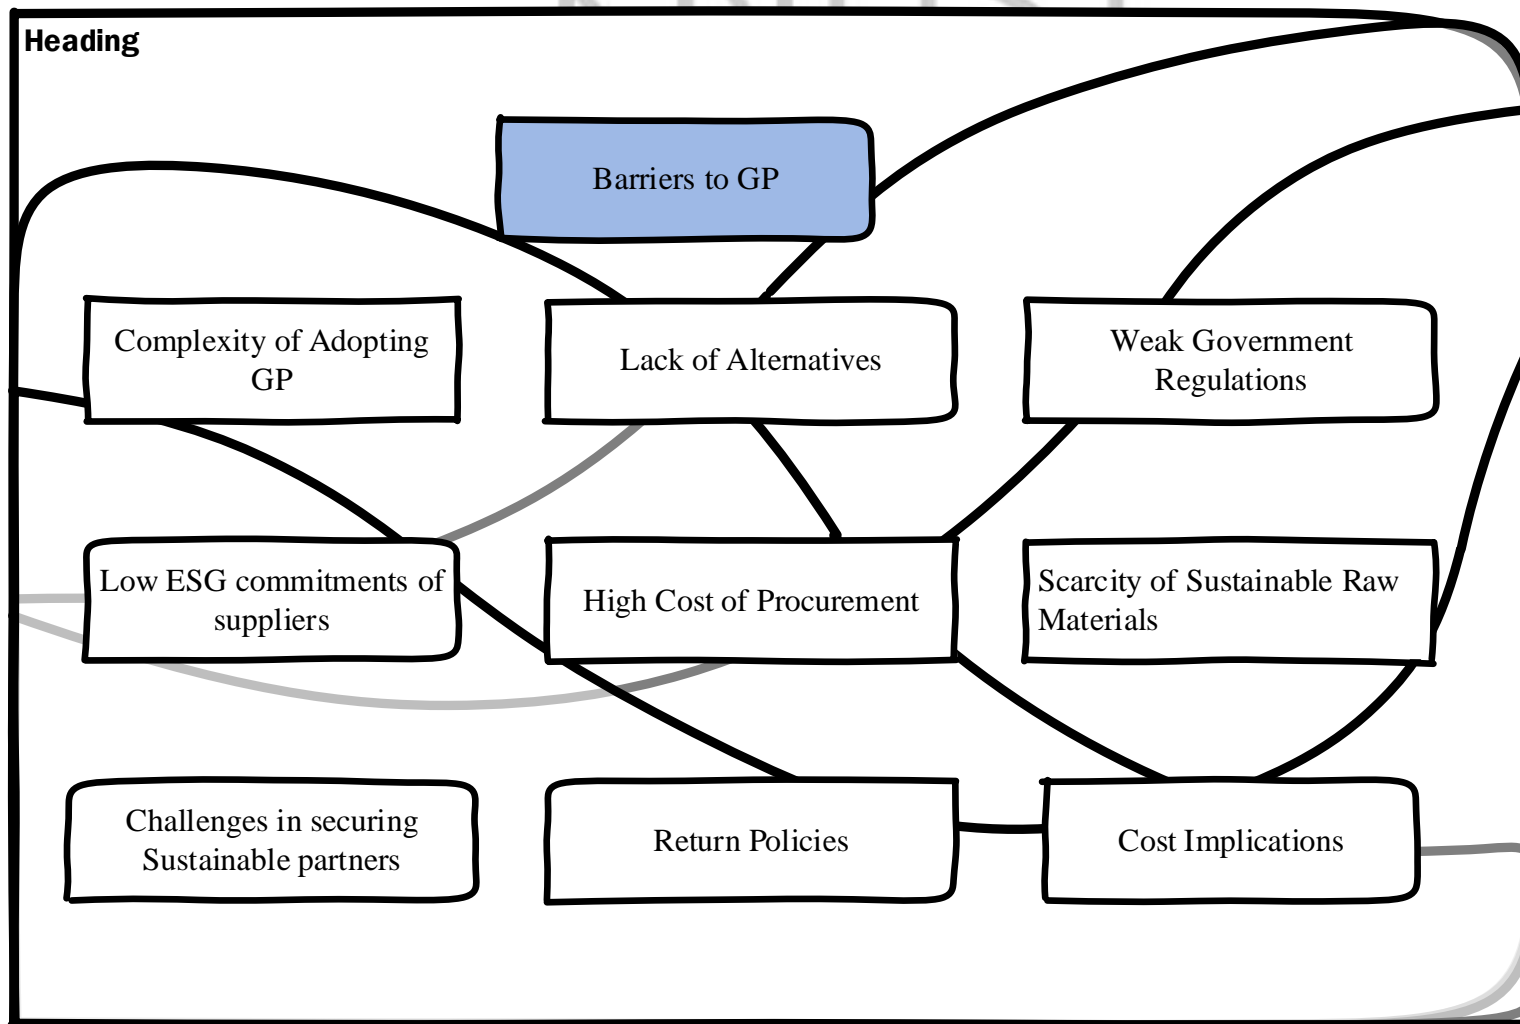 Heading
Barriers to GP
Complexity of Adopting
GP
Lack of Alternatives
Weak Government
Regulations
Low ESG commitments of
suppliers
High Cost of Procurement
Scarcity of Sustainable Raw
Materials
Challenges in securing
Sustainable partners
Return Policies
Cost Implications